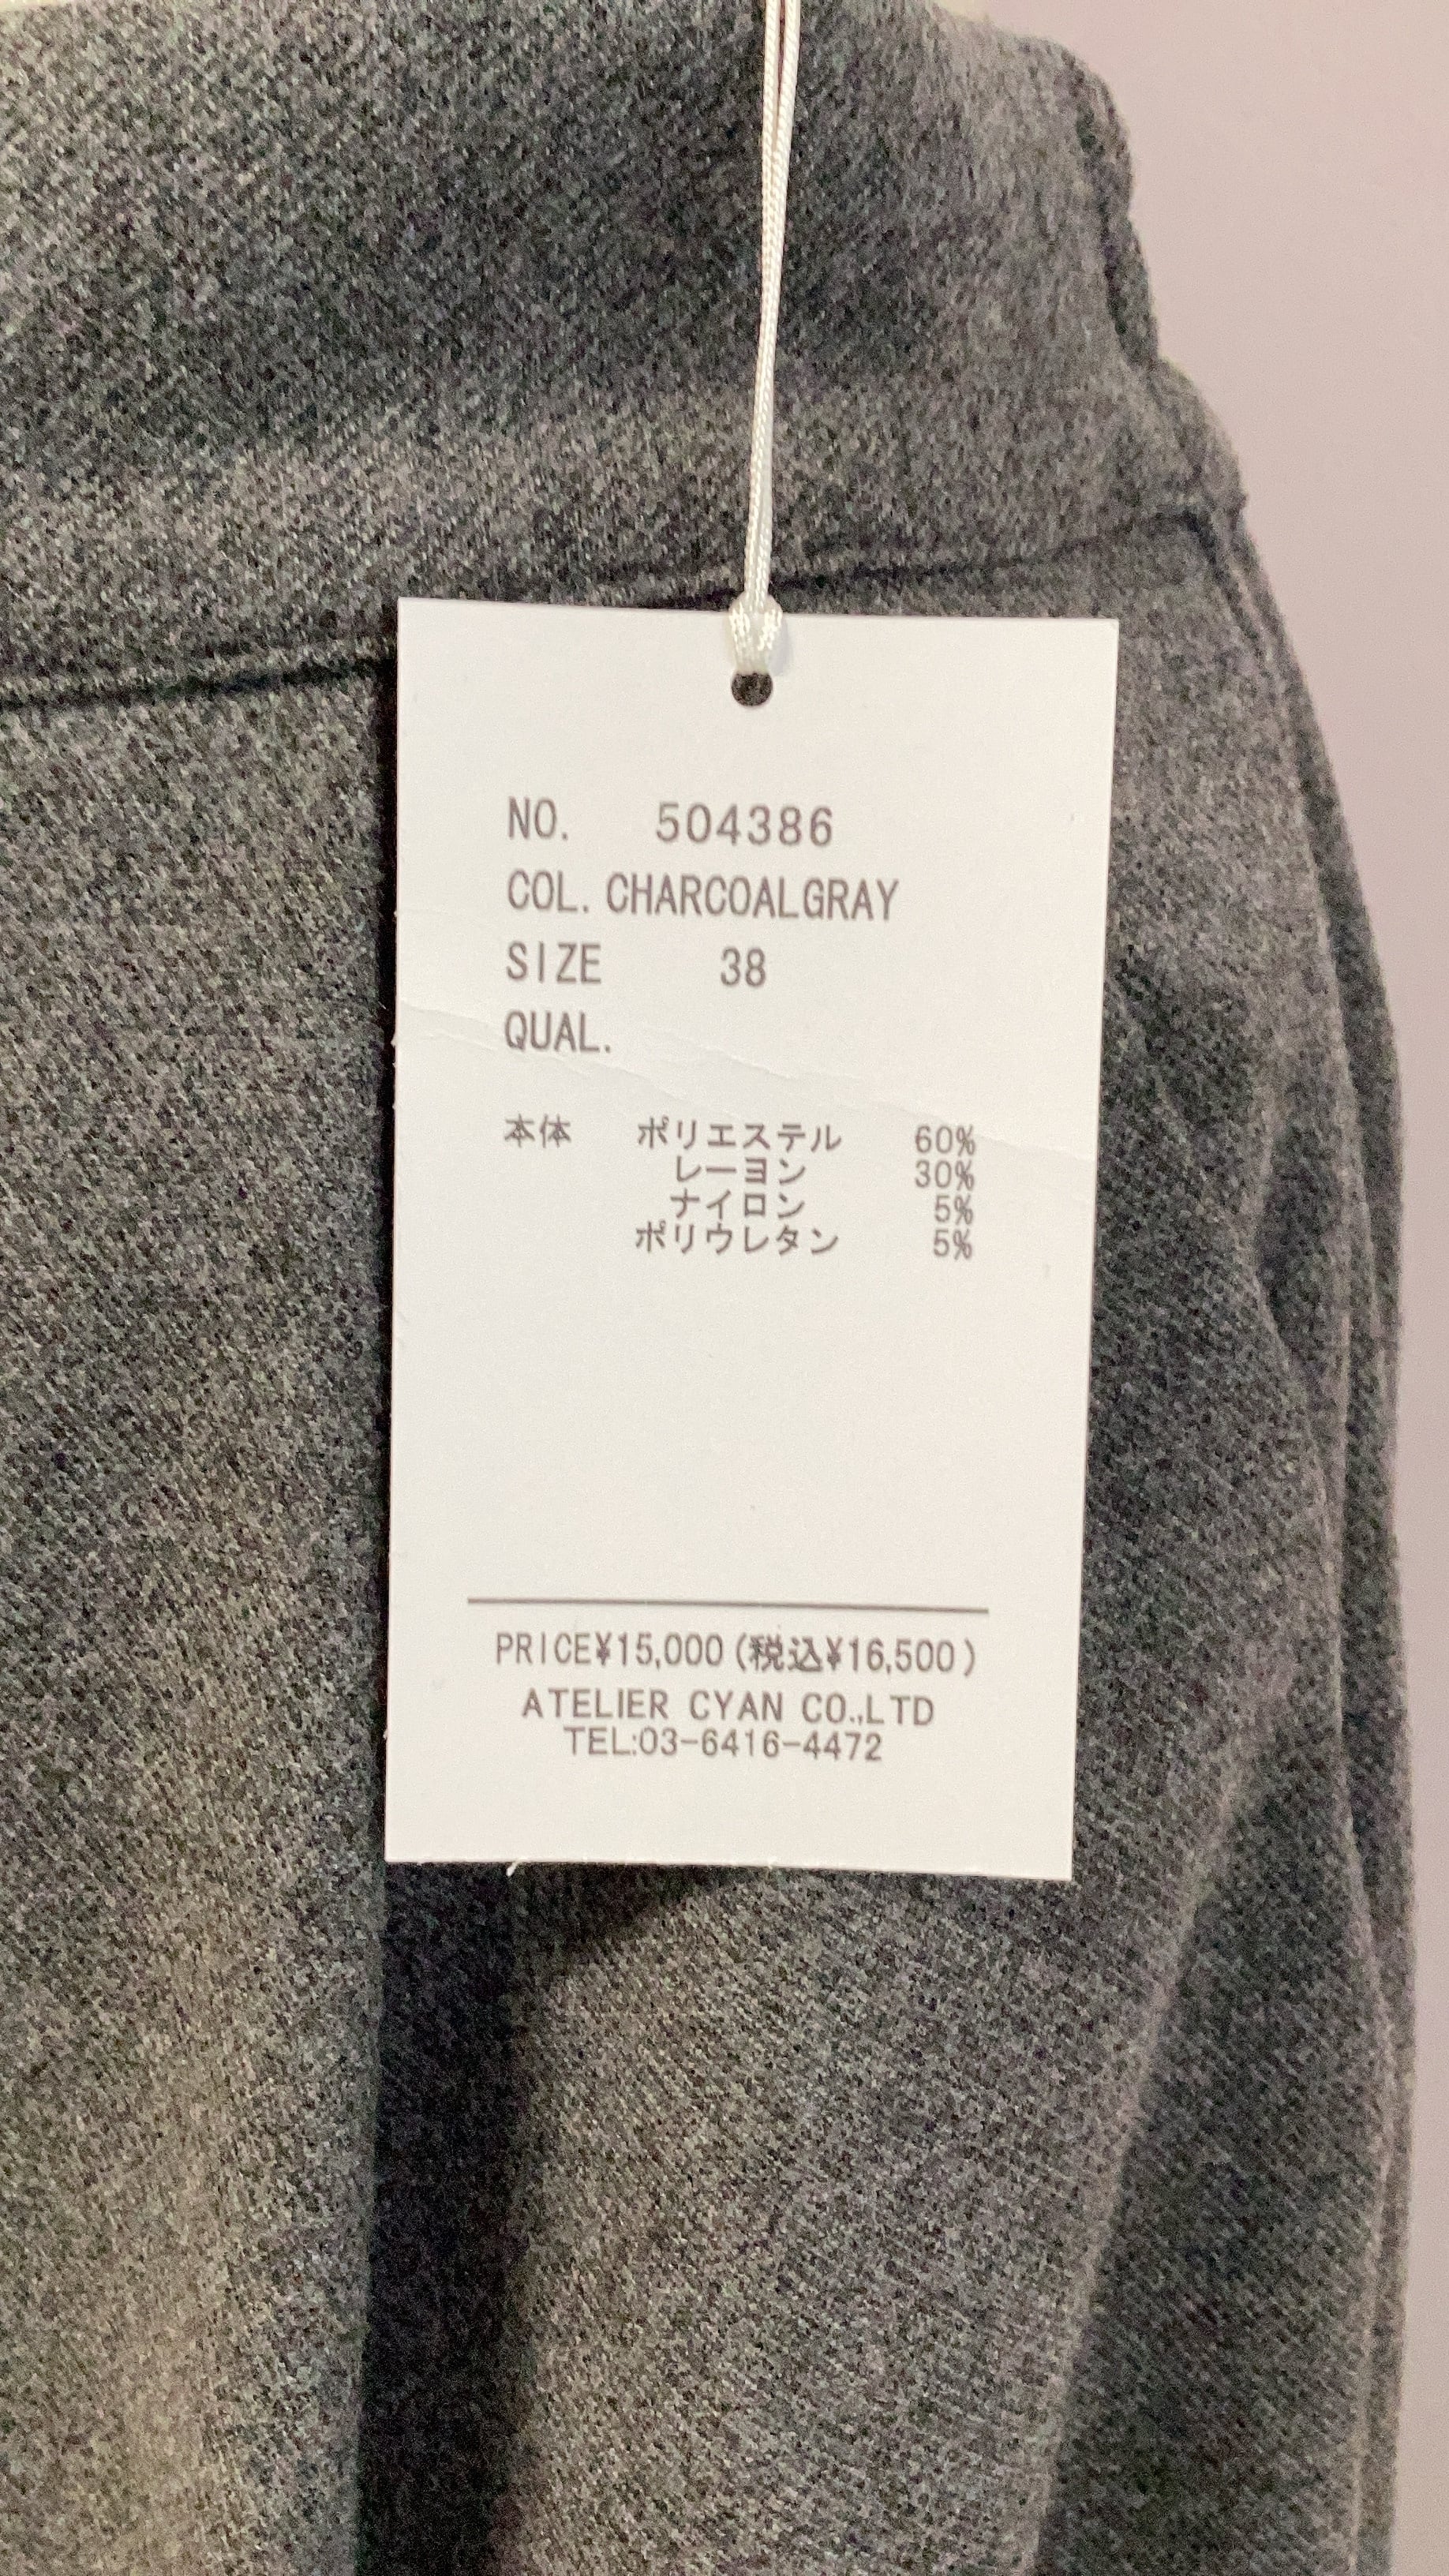 NO. 504386
COL. CHARCOALGRAY
SIZE 38
QUAL.
本体 ポリエステル 60%
レーヨン 30%
ナイロン 5%
ポリウレタン 5%
PRICE¥15,000(税込¥16,500)
ATELIER CYAN CO.,LTD
TEL:03-6416-4472